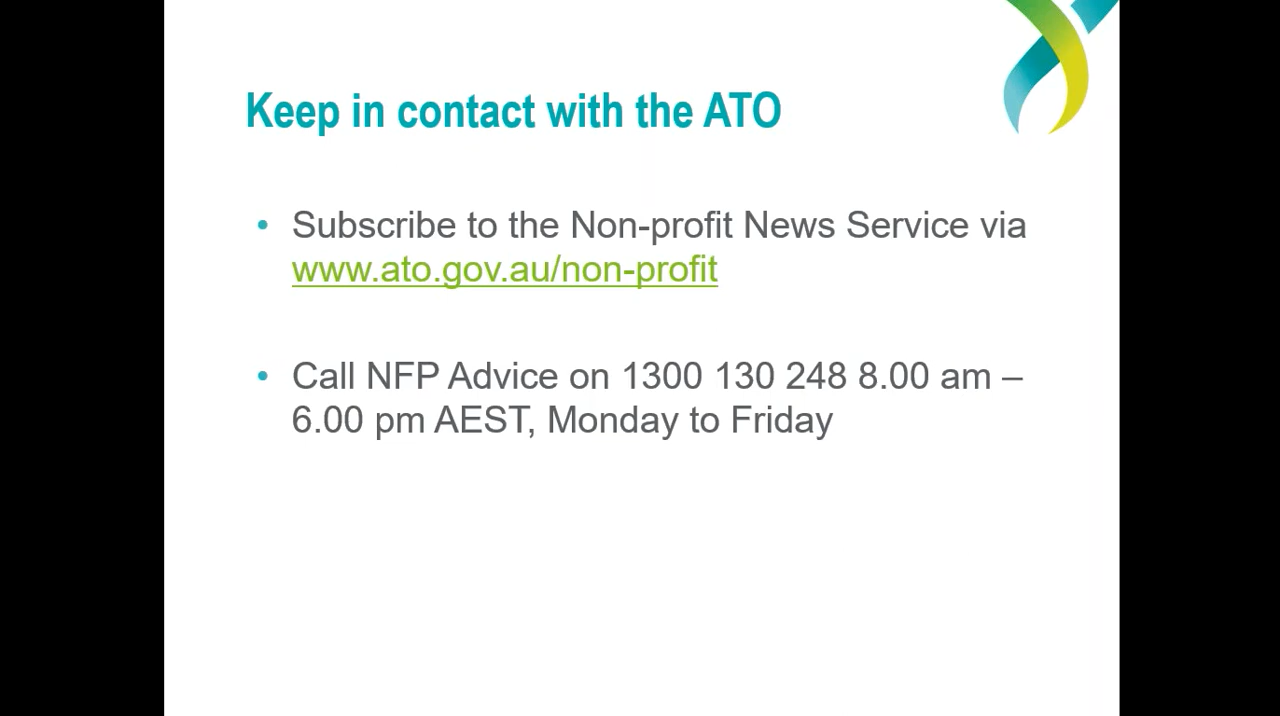 Keep in contact with the ATO
• Subscribe to the Non-profit News Service via
www.ato.gov.au/non-profit
• Call NFP Advice on 1300 130 248 8.00 am –
6.00 pm AEST, Monday to Friday